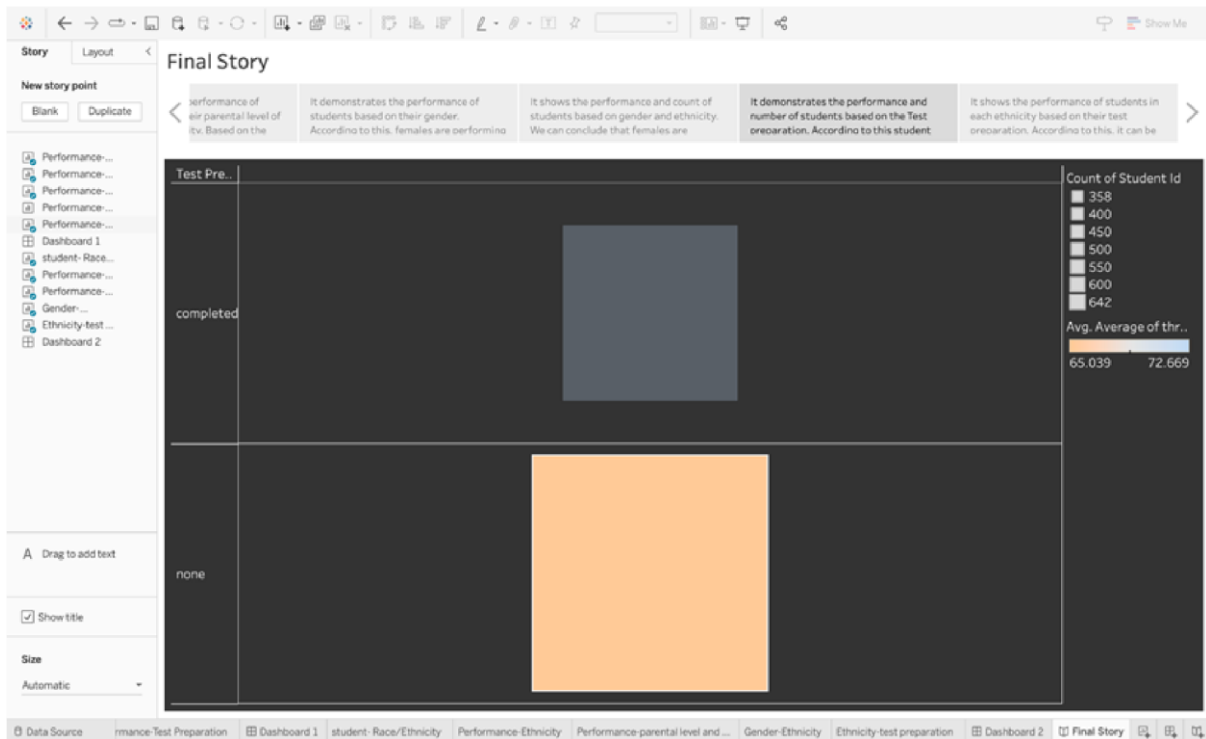 Show Me
Story
Layout
New story point
Blank
Duplicate
Performance-...
Performance-...
Performance-...
Performance-...
Performance-...
Dashboard 1
student- Race...
Performance-...
Performance-...
Gender-...
Ethnicity-test ...
Dashboard 2
A Drag to add text
Show title
Size
Automatic
Final Story
performance of
eir parental level of
Based on the
It demonstrates the performance of
students based on their gender.
According to this, females are performing
It shows the performance and count of
students based on gender and ethnicity.
We can conclude that females are
It demonstrates the performance and
number of students based on the Test
preparation. According to this student
It shows the performance of students in
each ethnicity based on their test
preparation. According to this, it can be
Test Pre..
completed
none
Count of Student Id
358
400
450
500
550
600
642
Avg. Average of thr..
65.039 72.669
Data Source
rmance-Test Preparation
Dashboard 1
student- Race/Ethnicity
Performance-Ethnicity
Performance-parental level and ...
Gender-Ethnicity
Ethnicity-test preparation
Dashboard 2
Final Story